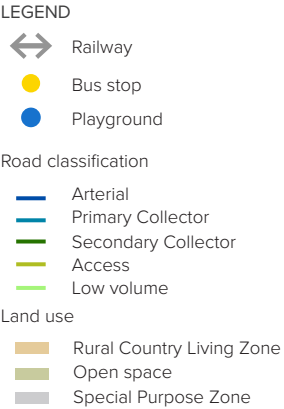 LEGEND
Railway
Bus stop
Playground
Road classification
Arterial
Primary Collector
Secondary Collector
Access
Low volume
Land use
Rural Country Living Zone
Open space
Special Purpose Zone